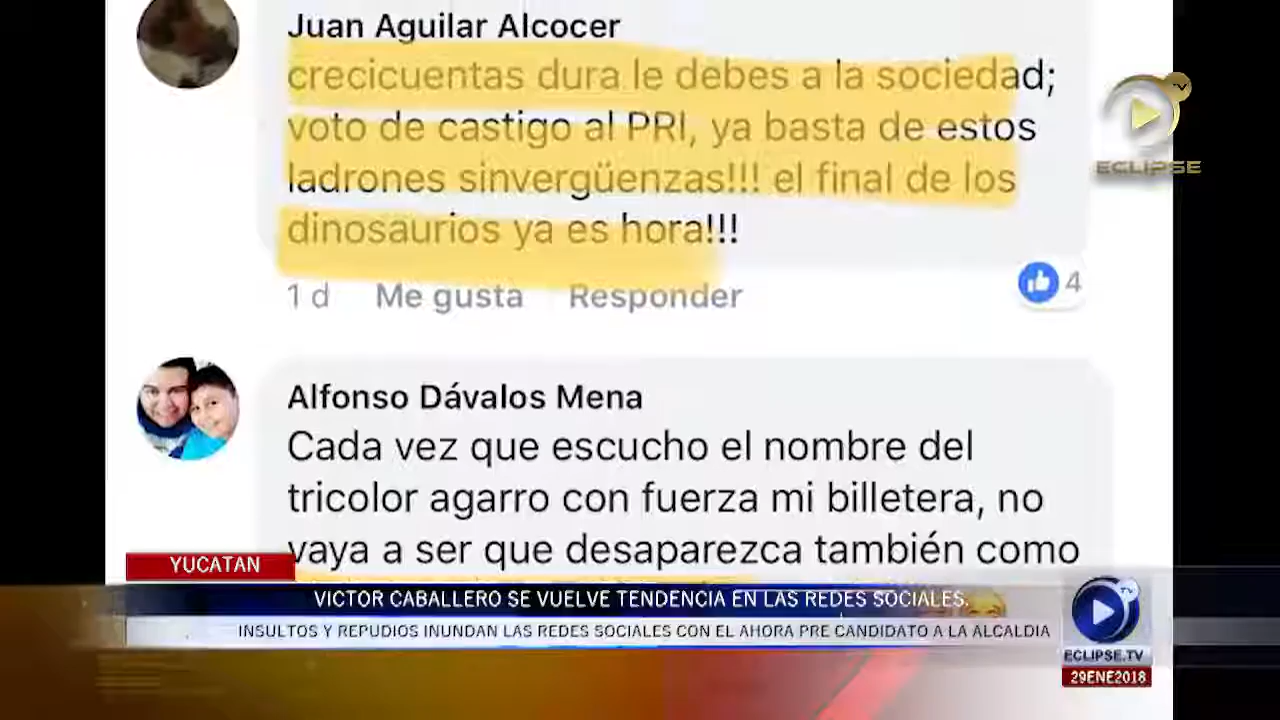 Juan Aguilar Alcocer
crecicuentas dura le debes a la sociedad;
voto de castigo al PRI, ya basta de estos
ladrones sinvergüenzas!!! el final de los
dinosaurios ya es hora!!!
1 d Me gusta Responder
4
TV
ECLIPSE
Alfonso Dávalos Mena
Cada vez que escucho el nombre del
tricolor agarro con fuerza mi billetera, no
vaya a ser que desaparezca también como
YUCATAN
VICTOR CABALLERO SE VUELVE TENDENCIA EN LAS REDES SOCIALES.
INSULTOS Y REPUDIOS INUNDAN LAS REDES SOCIALES CON EL AHORA PRE CANDIDATO A LA ALCALDIA
TV
ECLIPSE.TV
29ENE2018